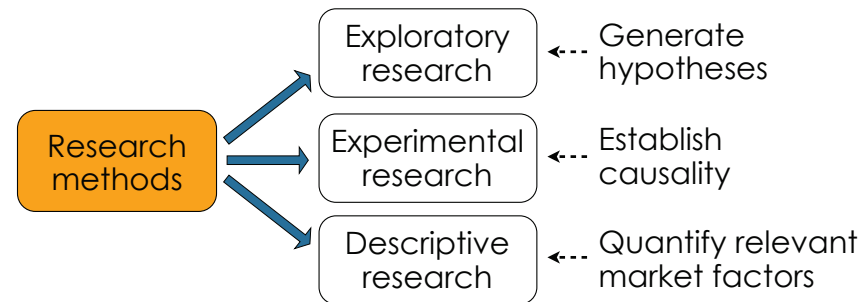 Research
methods
Exploratory
research
Generate
hypotheses
Experimental
research
Establish
causality
Descriptive
research
Quantify relevant
market factors